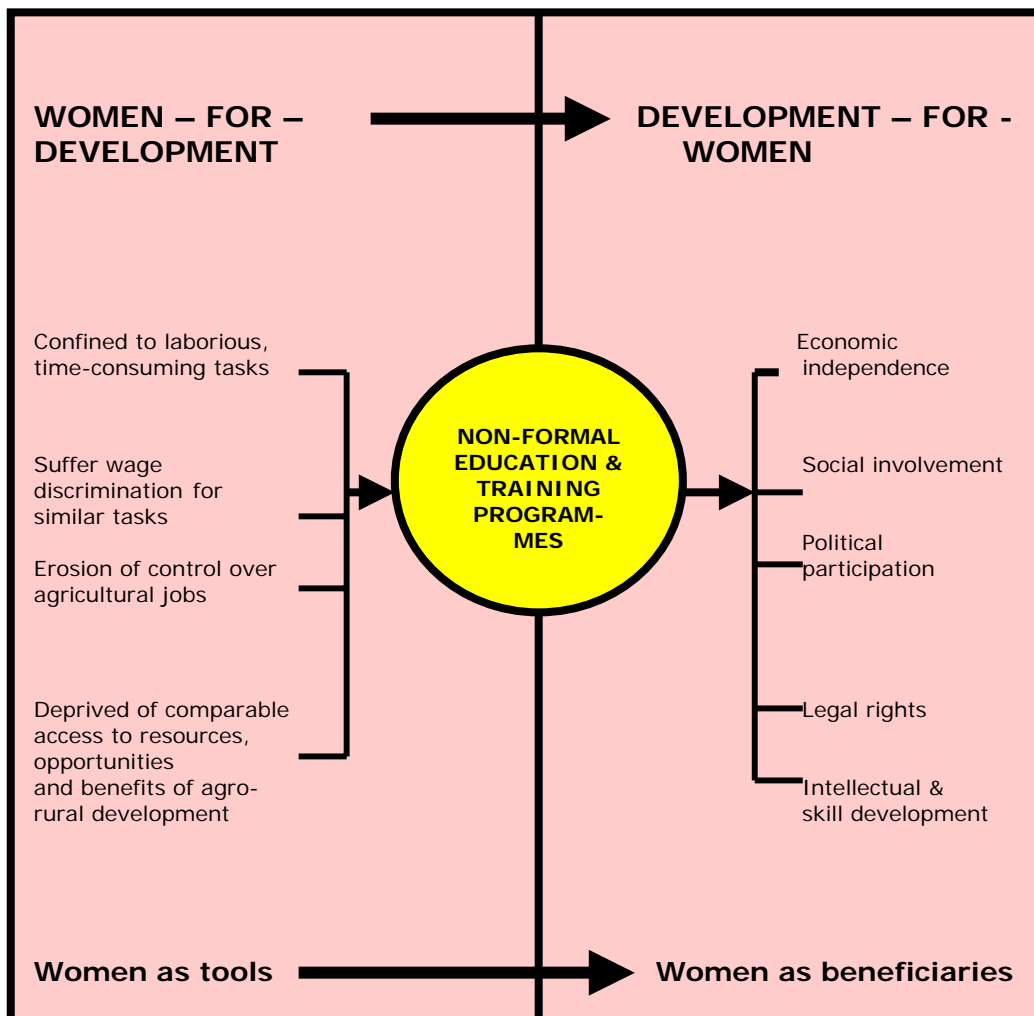 WOMEN – FOR –
DEVELOPMENT
DEVELOPMENT – FOR -
WOMEN
Confined to laborious,
time-consuming tasks
Suffer wage
discrimination for
similar tasks
Erosion of control over
agricultural jobs
Deprived of comparable
access to resources,
opportunities
and benefits of agro-
rural development
NON-FORMAL
EDUCATION &
TRAINING
PROGRAM-
MES
Economic
independence
Social involvement
Political
participation
Legal rights
Intellectual &
skill development
Women as tools
Women as beneficiaries